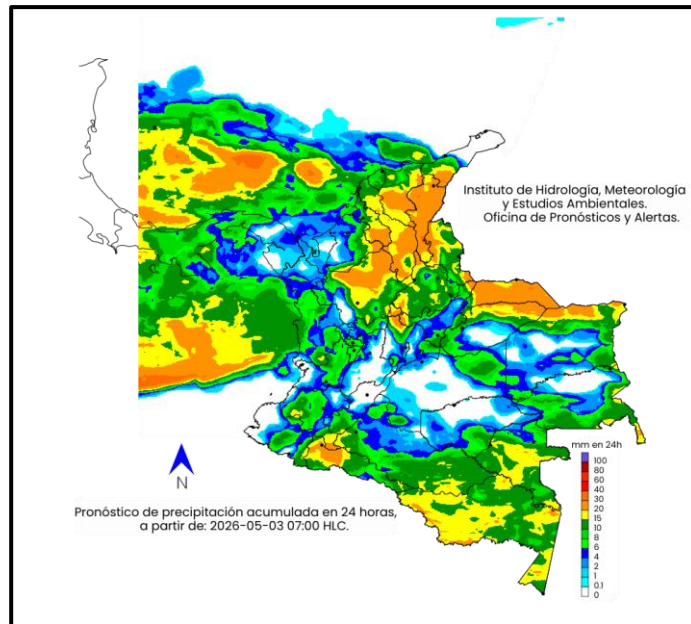 Instituto de Hidrología, Meteorología
y Estudios Ambientales.
Oficina de Pronósticos y Alertas.
mm en 24h
100
80
60
40
30
20
15
10
8
6
4
2
1
0.1
0
N
Pronóstico de precipitación acumulada en 24 horas,
a partir de: 2026-05-03 07:00 HLC.